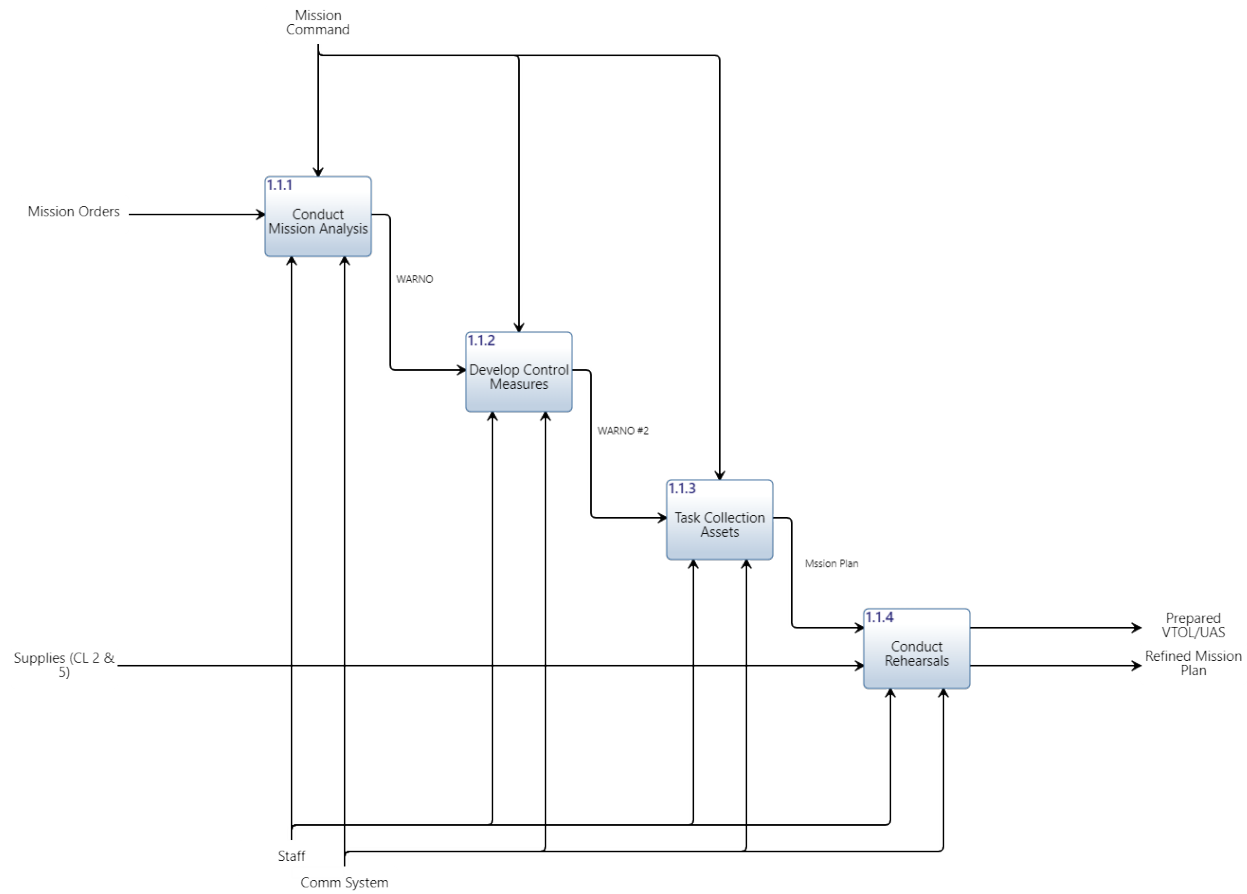 Mission
Command
1.1.1
Mission Orders
Conduct
Mission Analysis
WARNO
1.1.2
Develop Control
Measures
WARNO #2
1.1.3
Task Collection
Assets
Mssion Plan
1.1.4
Prepared
VTOL/UAS
Conduct
Rehearsals
Supplies (CL 2 &
5)
Refined Mission
Plan
Staff
Comm System